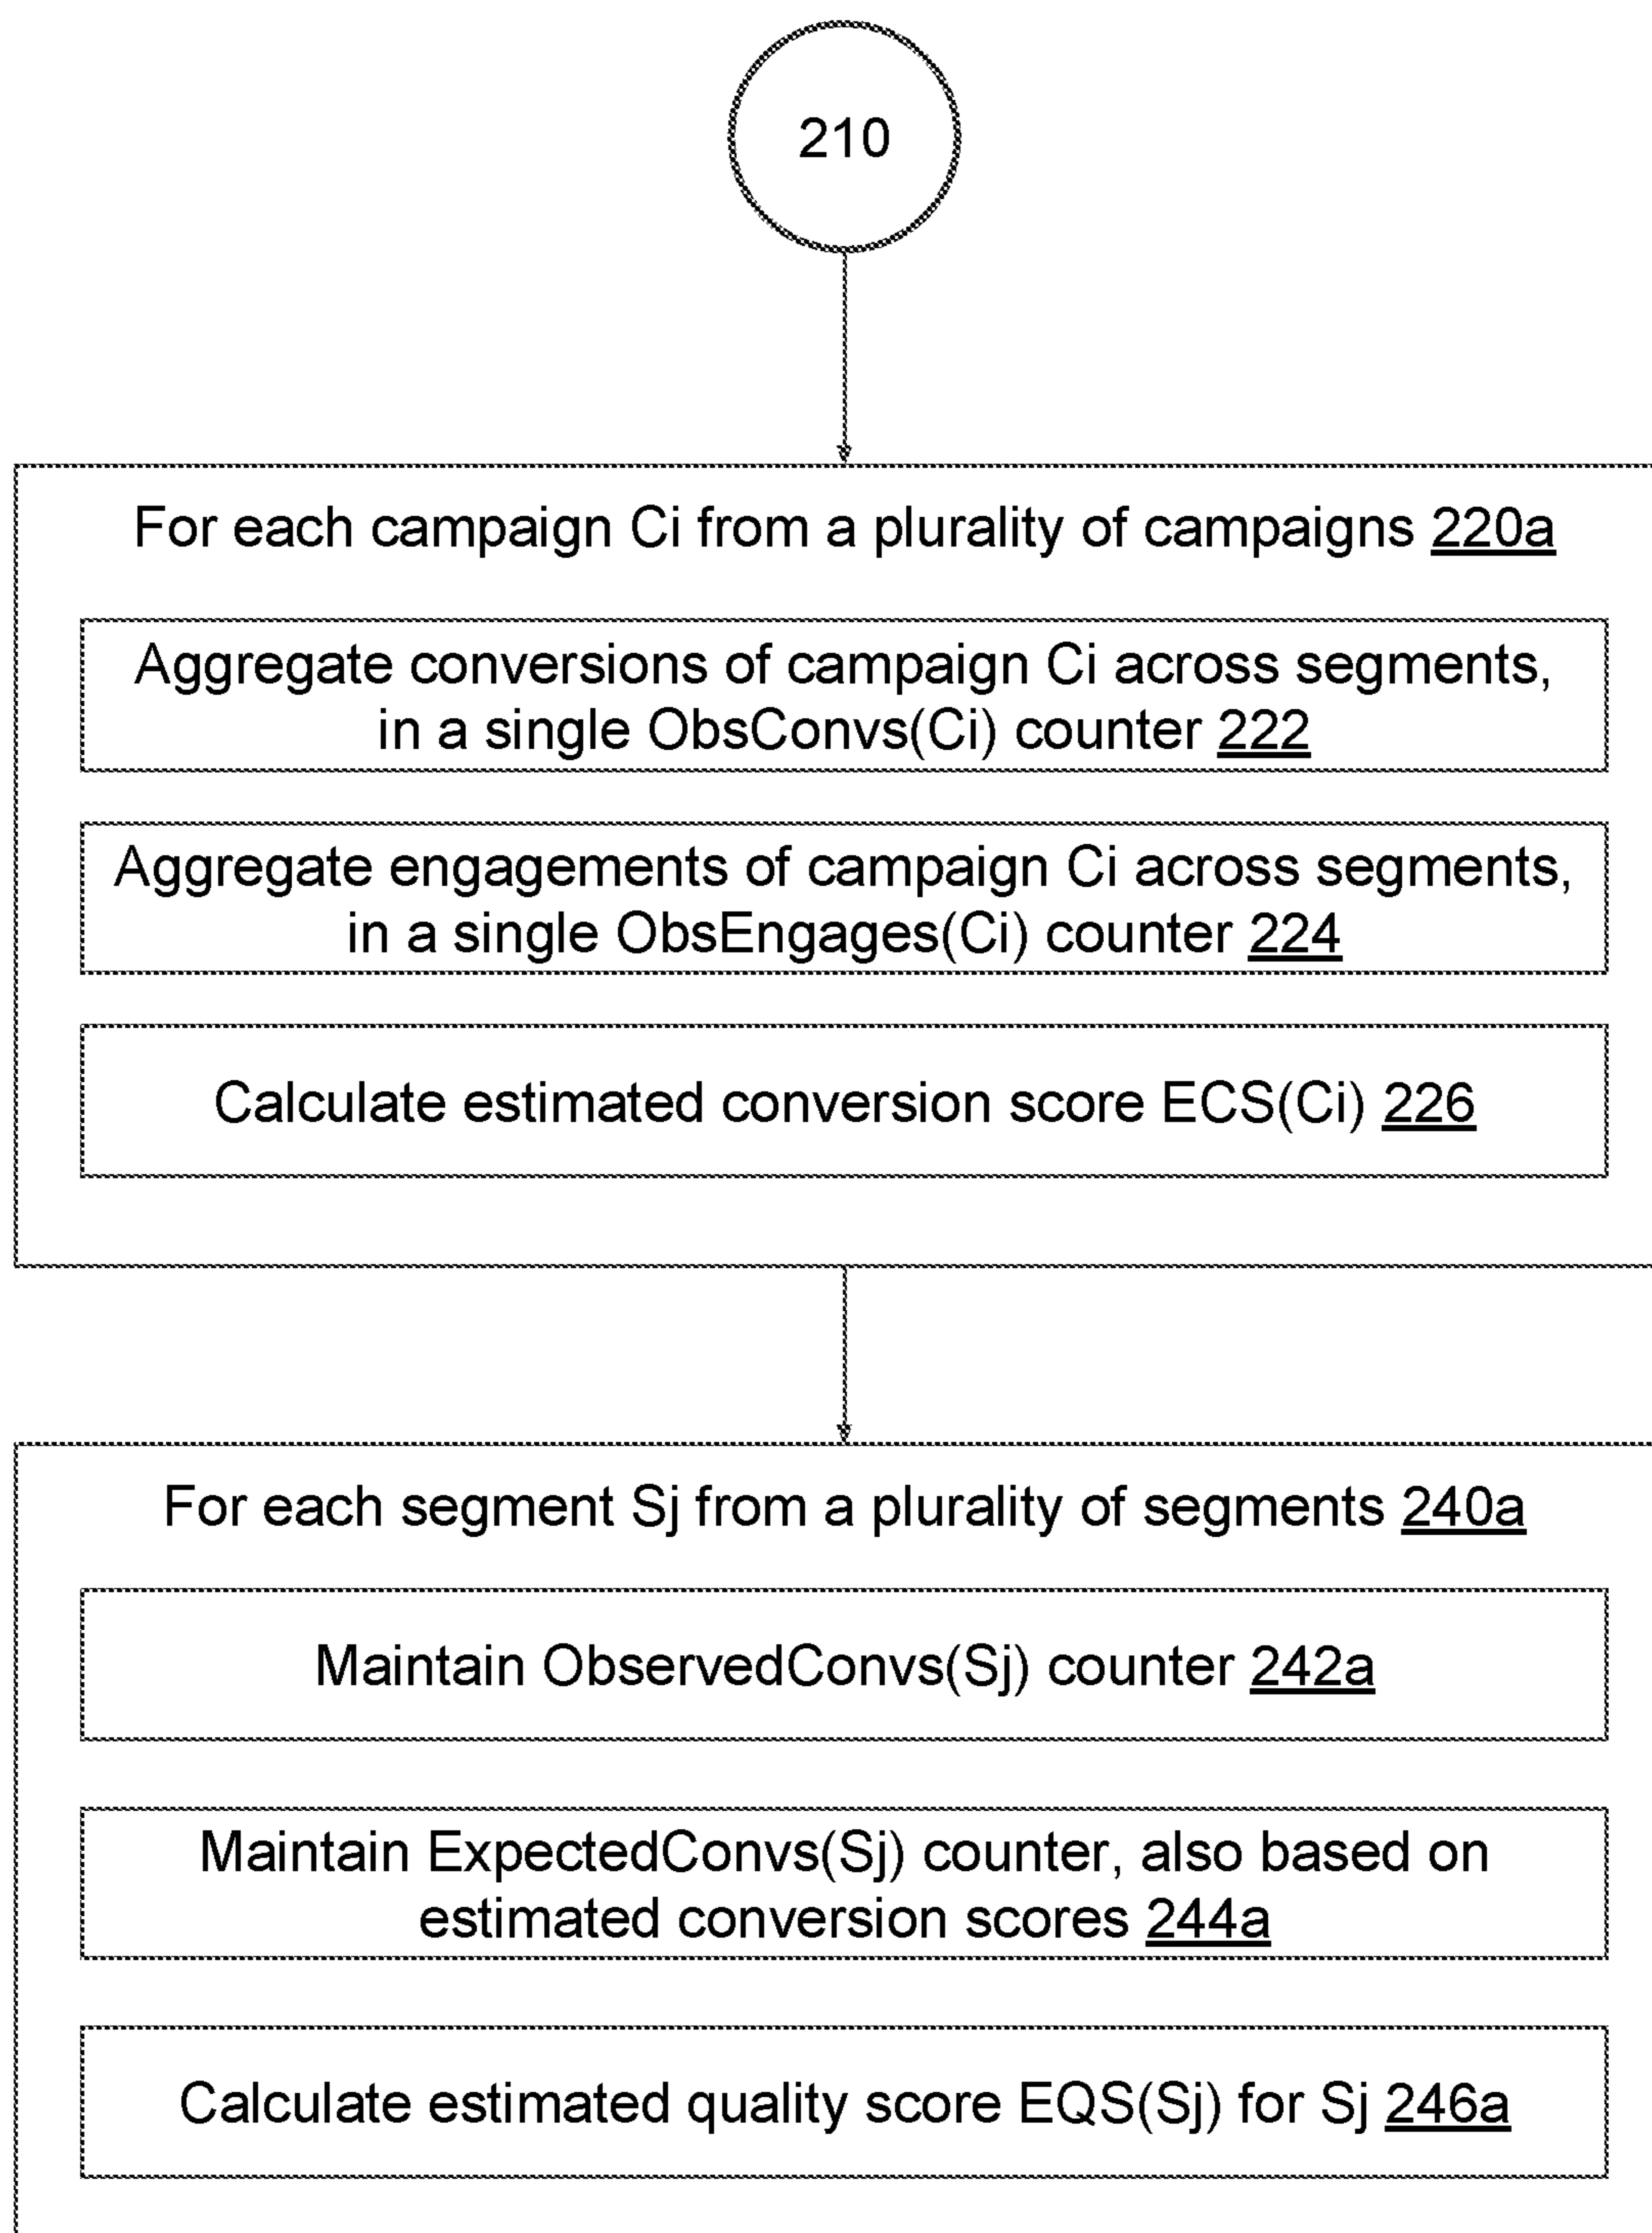 210
For each campaign Ci from a plurality of campaigns 220a
Aggregate conversions of campaign Ci across segments,
in a single ObsConvs(Ci) counter 222
Aggregate engagements of campaign Ci across segments,
in a single ObsEngages(Ci) counter 224
Calculate estimated conversion score ECS(Ci) 226
For each segment Sj from a plurality of segments 240a
Maintain ObservedConvs(Sj) counter 242a
Maintain ExpectedConvs(Sj) counter, also based on
estimated conversion scores 244a
Calculate estimated quality score EQS(Sj) for Sj 246a